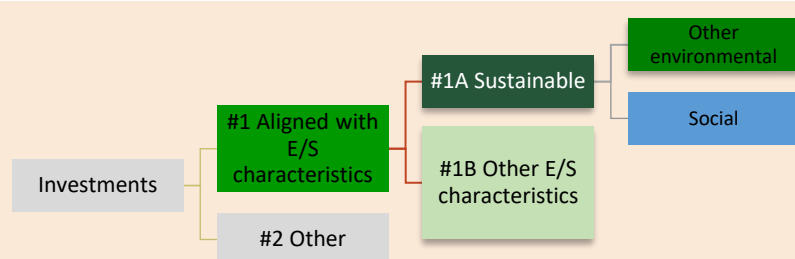 Investments
#1 Aligned with
E/S
characteristics
#2 Other
#1A Sustainable
#1B Other E/S
characteristics
Other
environmental
Social